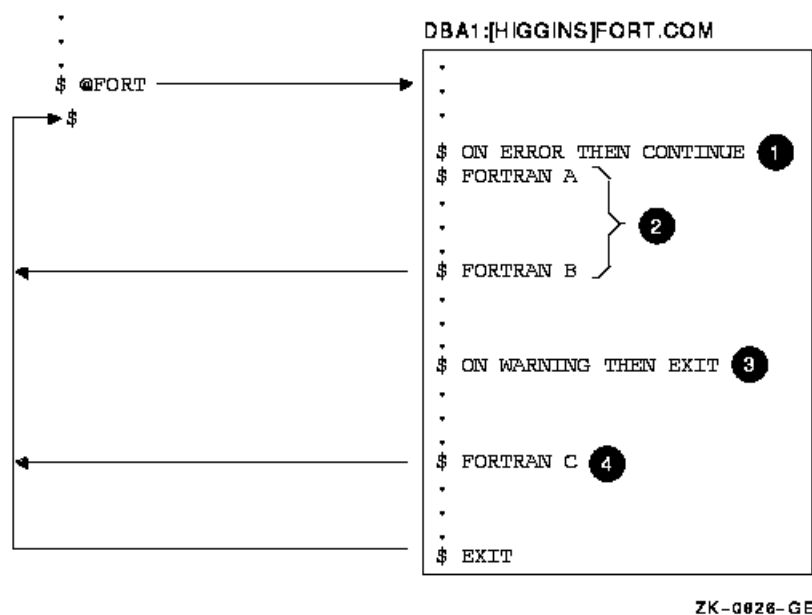 $ @FORT
$
DBA1:[HIGGINS]FORT.COM
.
.
.
$ ON ERROR THEN CONTINUE 1
$ FORTRAN A
.
.
. 2
$ FORTRAN B
.
.
.
$ ON WARNING THEN EXIT 3
.
.
.
$ FORTRAN C 4
.
.
.
$ EXIT
ZK-0826-GE